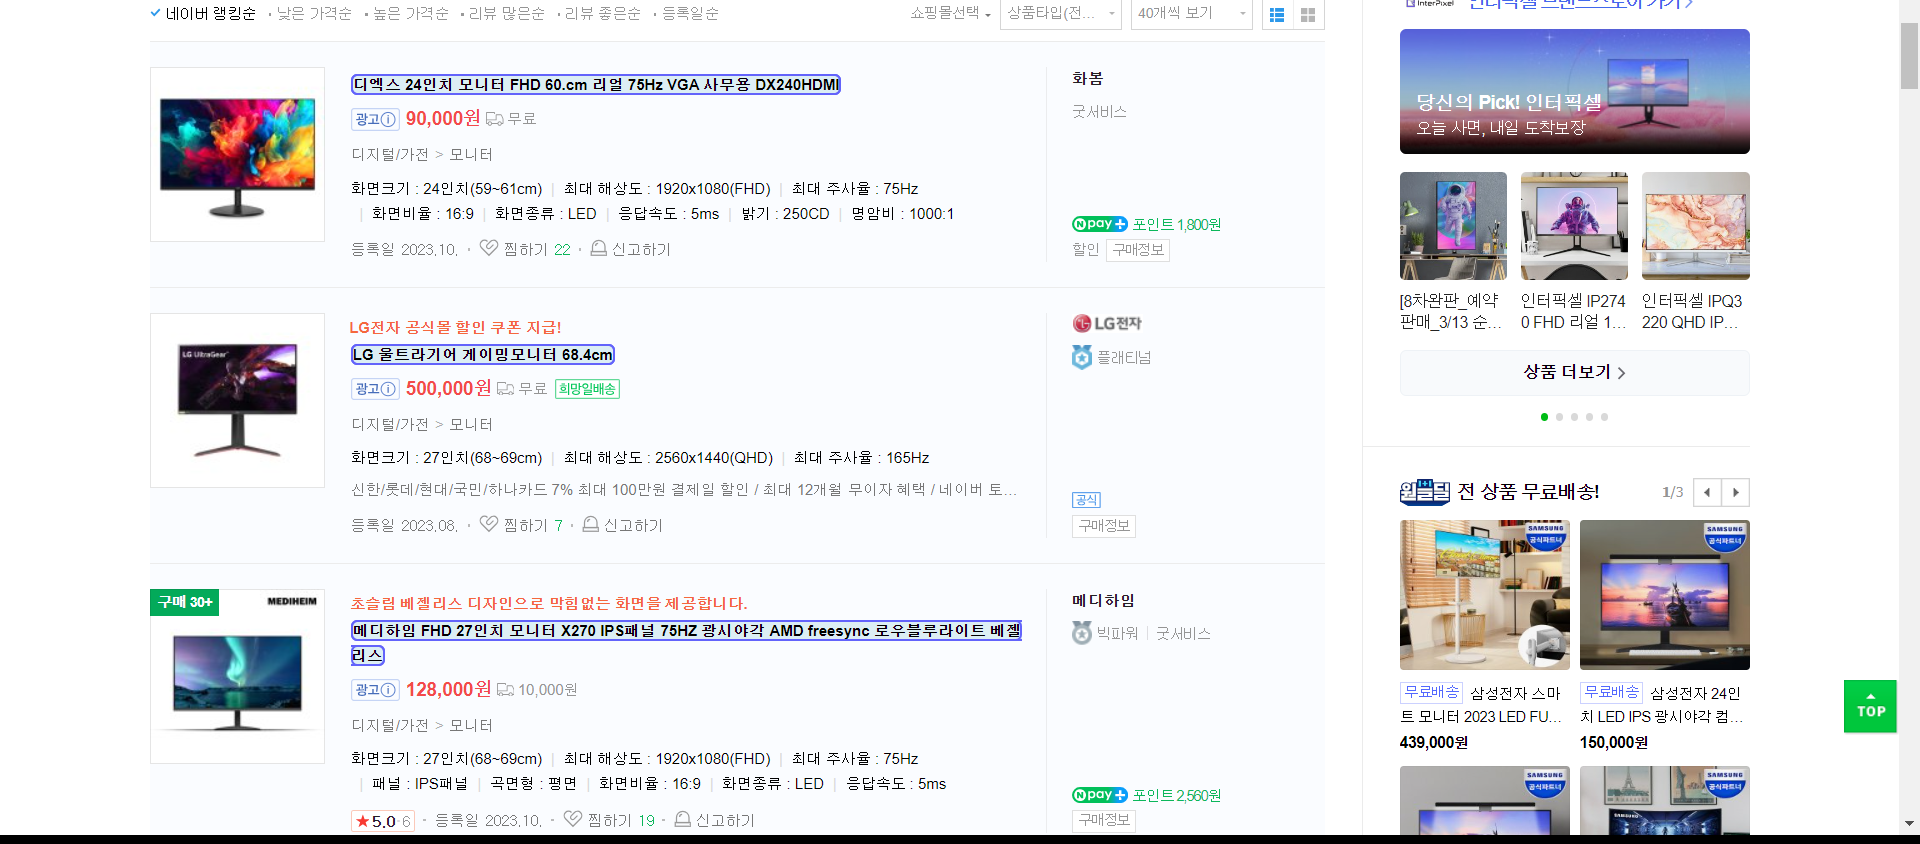 네이버 랭킹순 낮은 가격순 높은 가격순 리뷰 많은순 리뷰 좋은순 등록일순
쇼핑몰선택 상품타입(전... 40개씩 보기
디엑스 24인치 모니터 FHD 60.cm 리얼 75Hz VGA 사무용 DX240HDMI
광고 90,000원 무료
디지털/가전 > 모니터
화면크기 : 24인치(59~61cm) | 최대 해상도 : 1920x1080(FHD) | 최대 주사율 : 75Hz
| 화면비율 : 16:9 | 화면종류 : LED | 응답속도 : 5ms | 밝기 : 250CD | 명암비 : 1000:1
등록일 2023.10. · 찜하기 22 · 신고하기
화봄
굿서비스
N pay+ 포인트 1,800원
할인 구매정보
LG UltraGear
LG전자 공식몰 할인 쿠폰 지급!
LG 울트라기어 게이밍모니터 68.4cm
광고 500,000원 무료 희망일배송
디지털/가전 > 모니터
화면크기 : 27인치(68~69cm) | 최대 해상도 : 2560x1440(QHD) | 최대 주사율 : 165Hz
신한/롯데/현대/국민/하나카드 7% 최대 100만원 결제일 할인 / 최대 12개월 무이자 혜택 / 네이버 토...
등록일 2023.08. · 찜하기 7 · 신고하기
LG전자
플래티넘
공식
구매정보
구매 30+
MEDIHEIM
초슬림 베젤리스 디자인으로 막힘없는 화면을 제공합니다.
메디하임 FHD 27인치 모니터 X270 IPS패널 75HZ 광시야각 AMD freesync 로우블루라이트 베젤
리스
광고 128,000원 10,000원
디지털/가전 > 모니터
화면크기 : 27인치(68~69cm) | 최대 해상도 : 1920x1080(FHD) | 최대 주사율 : 75Hz
| 패널 : IPS패널 | 곡면형 : 평면 | 화면비율 : 16:9 | 화면종류 : LED | 응답속도 : 5ms
★5.0·6 · 등록일 2023.10. · 찜하기 19 · 신고하기
메디하임
빅파워 | 굿서비스
N pay+ 포인트 2,560원
구매정보
InterPixel 인터픽셀 브랜드스토어 가기 >
당신의 Pick! 인터픽셀
오늘 사면, 내일 도착보장
[8차완판_예약
판매_3/13 순...
인터픽셀 IP274
0 FHD 리얼 1...
인터픽셀 IPQ3
220 QHD IP...
상품 더보기 >
원쁠딜 1+1 전 상품 무료배송! 1/3
SAMSUNG
공식파트너
SAMSUNG
공식파트너
무료배송 삼성전자 스마
트 모니터 2023 LED FU...
439,000원
무료배송 삼성전자 24인
치 LED IPS 광시야각 컴...
150,000원
SAMSUNG
공식파트너
SAMSUNG
공식파트너
SAMSUNG
TOP